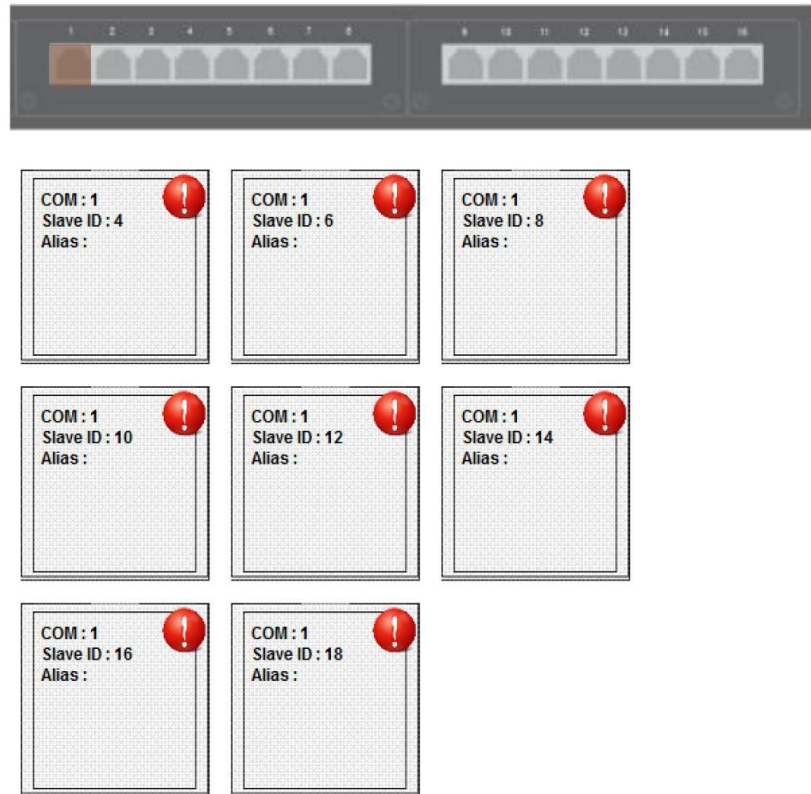 1 2 3 4 5 6 7 8 9 10 11 12 13 14 15 16
COM : 1
Slave ID : 4
Alias :
COM : 1
Slave ID : 6
Alias :
COM : 1
Slave ID : 8
Alias :
COM : 1
Slave ID : 10
Alias :
COM : 1
Slave ID : 12
Alias :
COM : 1
Slave ID : 14
Alias :
COM : 1
Slave ID : 16
Alias :
COM : 1
Slave ID : 18
Alias :